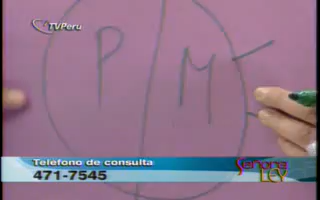 TVPeru
P M
Teléfono de consulta
471-7545
Señora
LEY